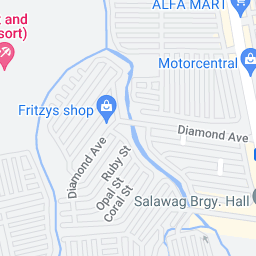 ALFA MART
t and
sort)
Motorcentral
Fritzys shop
Diamond Ave
Diamond Ave
Ruby St
Opal St
Coral St
Salawag Brgy. Hall